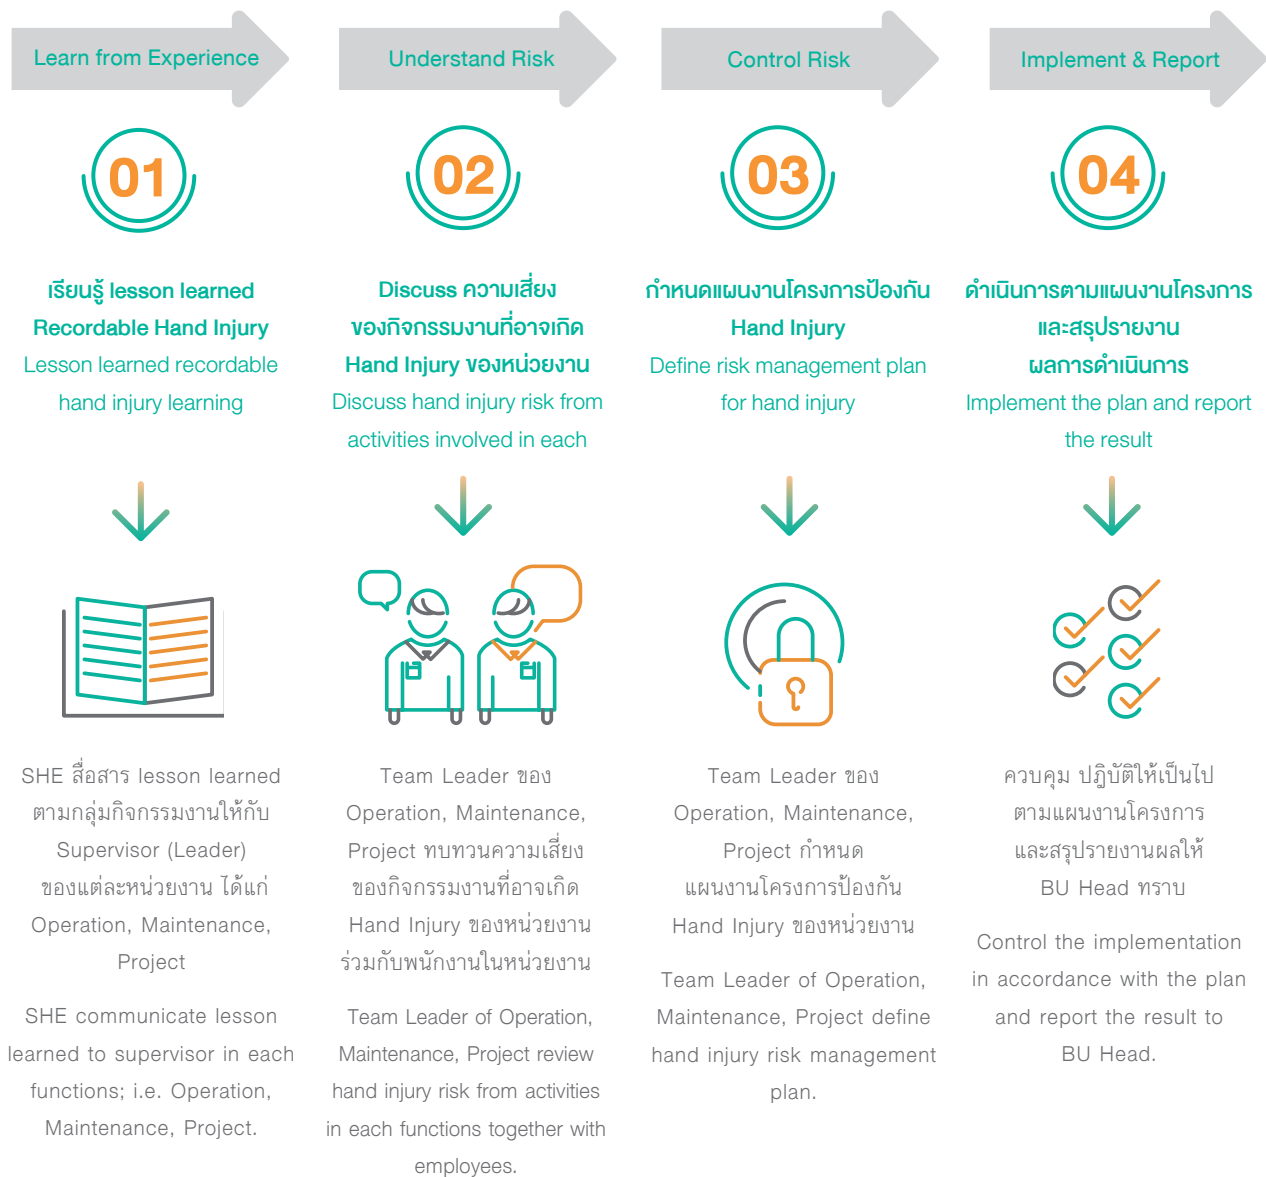 Learn from Experience
Understand Risk
Control Risk
Implement & Report
01
02
03
04
เรียนรู้ lesson learned
Recordable Hand Injury
Lesson learned recordable
hand injury learning
Discuss ความเสี่ยง
ของกิจกรรมงานที่อาจเกิด
Hand Injury ของหน่วยงาน
Discuss hand injury risk from
activities involved in each
กำหนดแผนงานโครงการป้องกัน
Hand Injury
Define risk management plan
for hand injury
ดำเนินการตามแผนงานโครงการ
และสรุปรายงาน
ผลการดำเนินการ
Implement the plan and report
the result
SHE สื่อสาร lesson learned
ตามกลุ่มกิจกรรมงานให้กับ
Supervisor (Leader)
ของแต่ละหน่วยงาน ได้แก่
Operation, Maintenance,
Project
SHE communicate lesson
learned to supervisor in each
functions; i.e. Operation,
Maintenance, Project.
Team Leader ของ
Operation, Maintenance,
Project ทบทวนความเสี่ยง
ของกิจกรรมงานที่อาจเกิด
Hand Injury ของหน่วยงาน
ร่วมกับพนักงานในหน่วยงาน
Team Leader of Operation,
Maintenance, Project review
hand injury risk from activities
in each functions together with
employees.
Team Leader ของ
Operation, Maintenance,
Project กำหนด
แผนงานโครงการป้องกัน
Hand Injury ของหน่วยงาน
Team Leader of Operation,
Maintenance, Project define
hand injury risk management
plan.
ควบคุม ปฎิบัติให้เป็นไป
ตามแผนงานโครงการ
และสรุปรายงานผลให้
BU Head ทราบ
Control the implementation
in accordance with the plan
and report the result to
BU Head.